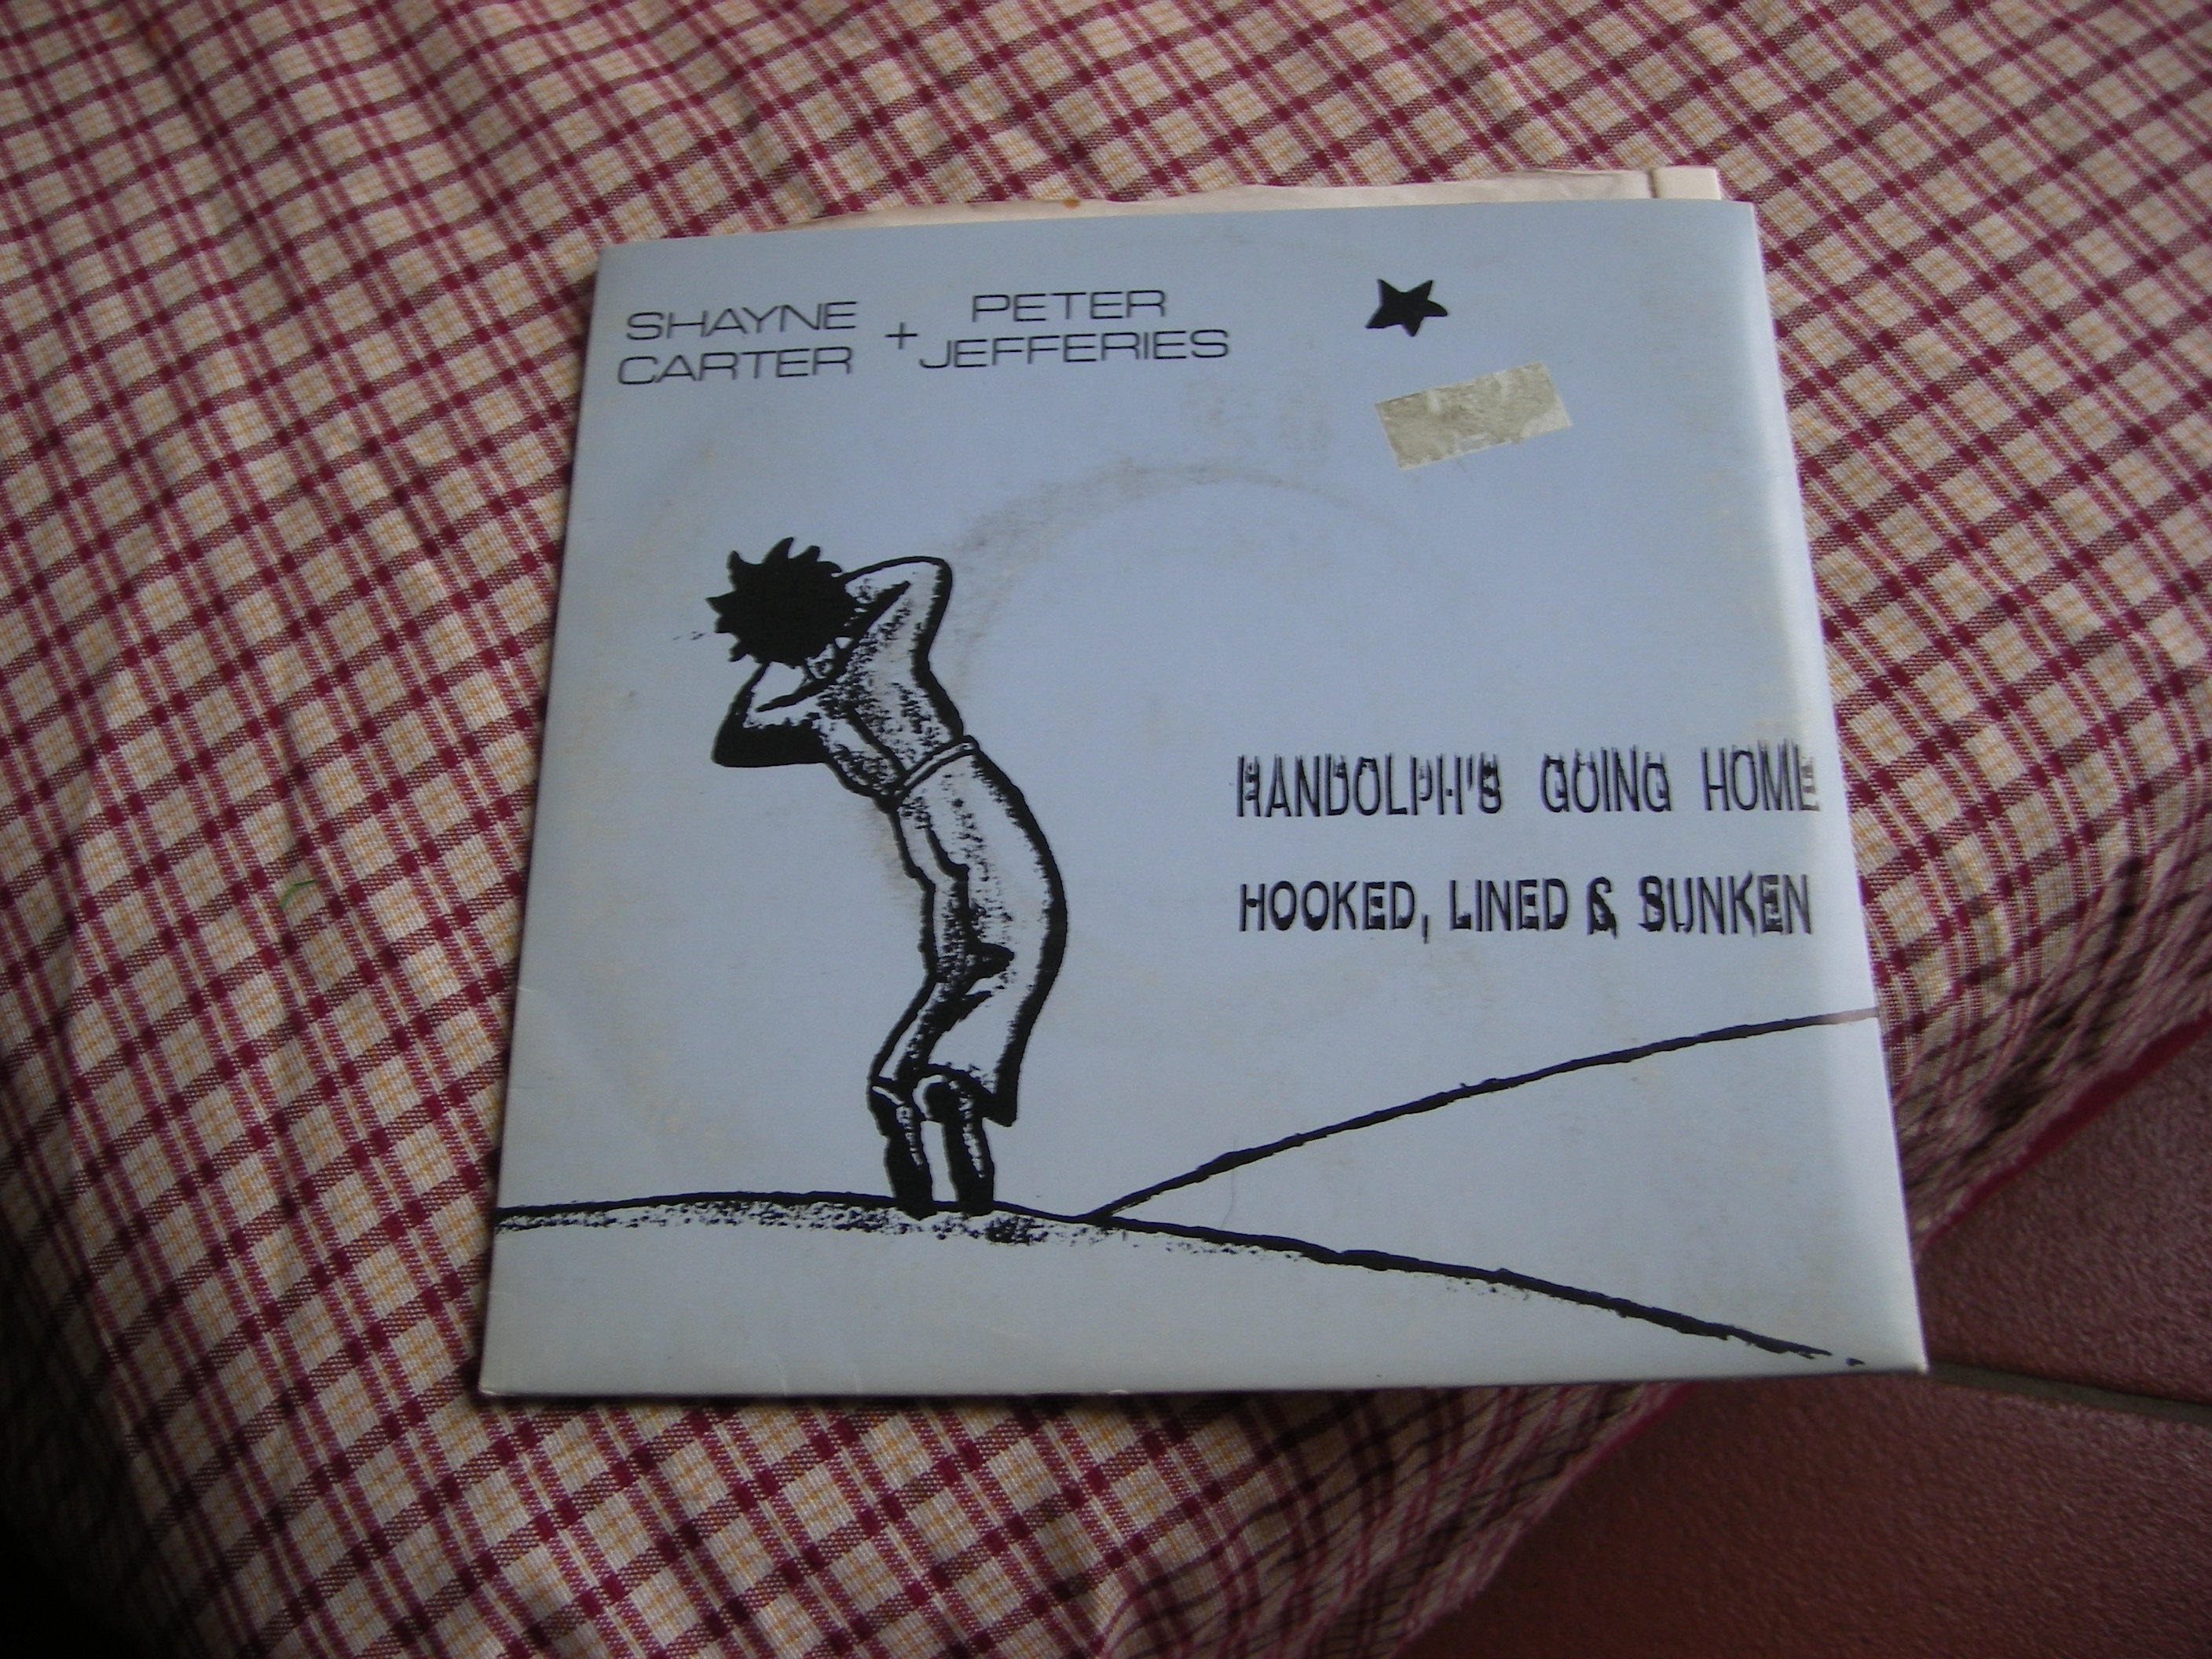 SHAYNE + PETER
CARTER JEFFERIES
RANDOLPH'S GOING HOME
HOOKED, LINED & SUNKEN